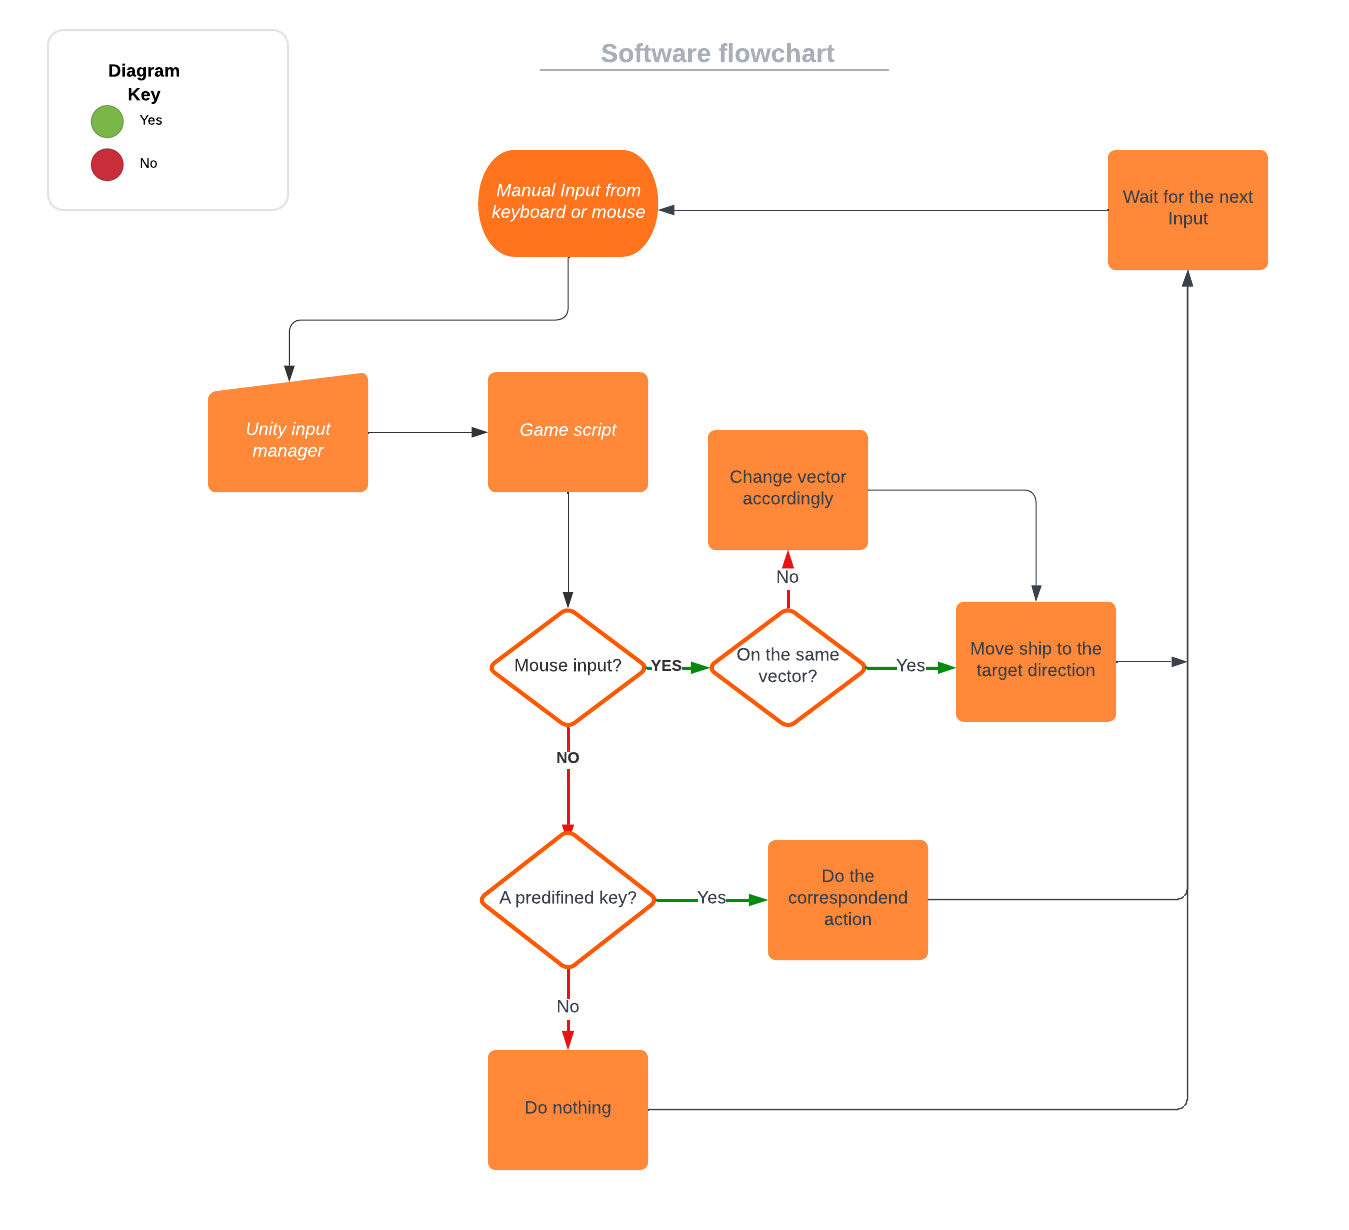 Software flowchart
Diagram
Key
Yes
No
Manual Input from
keyboard or mouse
Wait for the next
Input
Unity input
manager
Game script
Change vector
accordingly
No
Mouse input?
YES
On the same
vector?
Yes
Move ship to the
target direction
NO
A predifined key?
Yes
Do the
correspondend
action
No
Do nothing